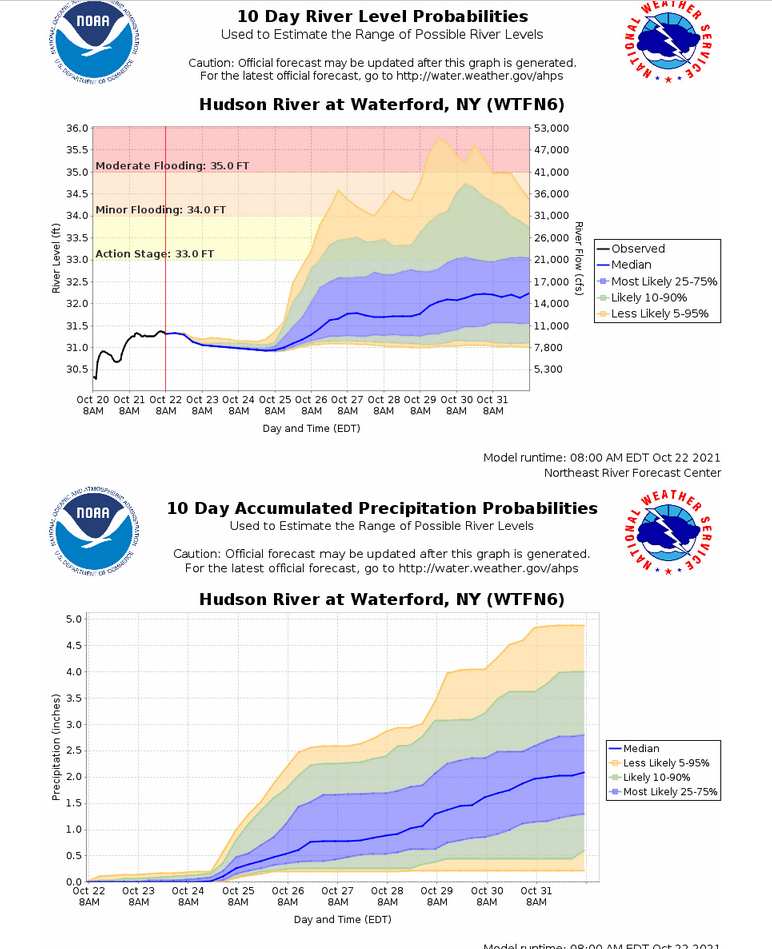 10 Day River Level Probabilities
Used to Estimate the Range of Possible River Levels
Caution: Official forecast may be updated after this graph is generated.
For the latest official forecast, go to http://water.weather.gov/ahps
NOAA
U.S. DEPARTMENT OF COMMERCE
NATIONAL WEATHER SERVICE
Hudson River at Waterford, NY (WTFN6)
36.0
35.5
35.0
34.5
34.0
33.5
33.0
32.5
32.0
31.5
31.0
30.5
River Level (ft)
Moderate Flooding: 35.0 FT
Minor Flooding: 34.0 FT
Action Stage: 33.0 FT
53,000
47,000
41,000
36,000
31,000
26,000
21,000
17,000
14,000
11,000
7,800
5,300
River Flow (cfs)
Observed
Median
Most Likely 25-75%
Likely 10-90%
Less Likely 5-95%
Oct 20 Oct 21 Oct 22 Oct 23 Oct 24 Oct 25 Oct 26 Oct 27 Oct 28 Oct 29 Oct 30 Oct 31
8AM 8AM 8AM 8AM 8AM 8AM 8AM 8AM 8AM 8AM 8AM 8AM
Day and Time (EDT)
Model runtime: 08:00 AM EDT Oct 22 2021
Northeast River Forecast Center
NATIONAL OCEANIC AND ATMOSPHERIC ADMINISTRATION
NOAA
U.S. DEPARTMENT OF COMMERCE
10 Day Accumulated Precipitation Probabilities
Used to Estimate the Range of Possible River Levels
Caution: Official forecast may be updated after this graph is generated.
For the latest official forecast, go to http://water.weather.gov/ahps
NATIONAL WEATHER SERVICE
Hudson River at Waterford, NY (WTFN6)
5.0
4.5
4.0
3.5
3.0
2.5
2.0
1.5
1.0
0.5
0.0
Precipitation (inches)
Median
Less Likely 5-95%
Likely 10-90%
Most Likely 25-75%
Oct 22 Oct 23 Oct 24 Oct 25 Oct 26 Oct 27 Oct 28 Oct 29 Oct 30 Oct 31
8AM 8AM 8AM 8AM 8AM 8AM 8AM 8AM 8AM 8AM
Day and Time (EDT)
Model runtime: 08:00 AM EDT Oct 22 2021